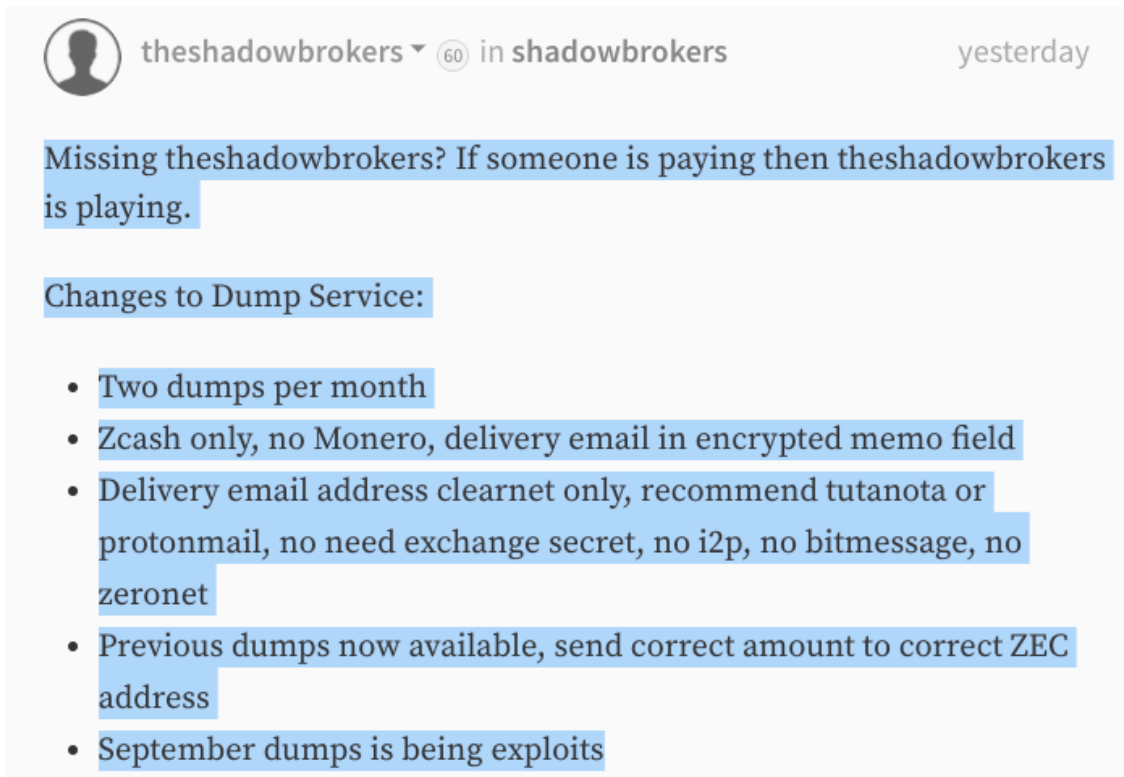 theshadowbrokers 60 in shadowbrokers yesterday
Missing theshadowbrokers? If someone is paying then theshadowbrokers
is playing.
Changes to Dump Service:
• Two dumps per month
• Zcash only, no Monero, delivery email in encrypted memo field
• Delivery email address clearnet only, recommend tutanota or
protonmail, no need exchange secret, no i2p, no bitmessage, no
zeronet
• Previous dumps now available, send correct amount to correct ZEC
address
• September dumps is being exploits